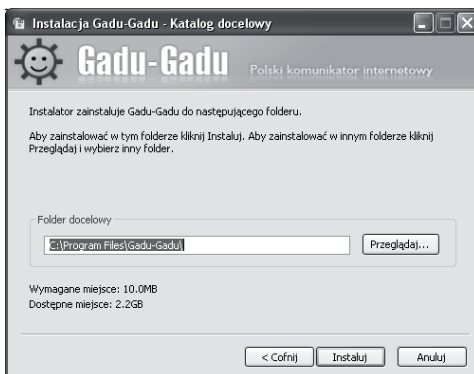 Instalacja Gadu-Gadu - Katalog docelowy
Gadu-Gadu
Polski komunikator internetowy
Instalator zainstaluje Gadu-Gadu do następującego folderu.
Aby zainstalować w tym folderze kliknij Instaluj. Aby zainstalować w innym folderze kliknij
Przeglądaj i wybierz inny folder.
Folder docelowy
C:\Program Files\Gadu-Gadu\
Przeglądaj...
Wymagane miejsce: 10.0MB
Dostępne miejsce: 2.2GB
< Cofnij
Instaluj
Anuluj